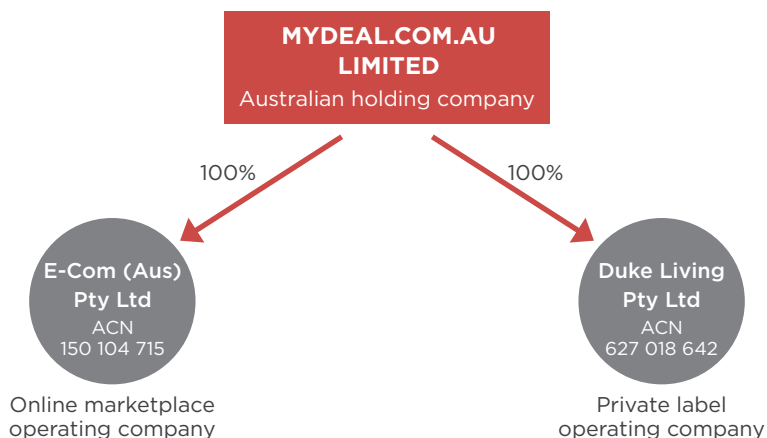 MYDEAL.COM.AU
LIMITED
Australian holding company
100%
100%
E-Com (Aus)
Pty Ltd
ACN
150 104 715
Duke Living
Pty Ltd
ACN
627 018 642
Online marketplace
operating company
Private label
operating company